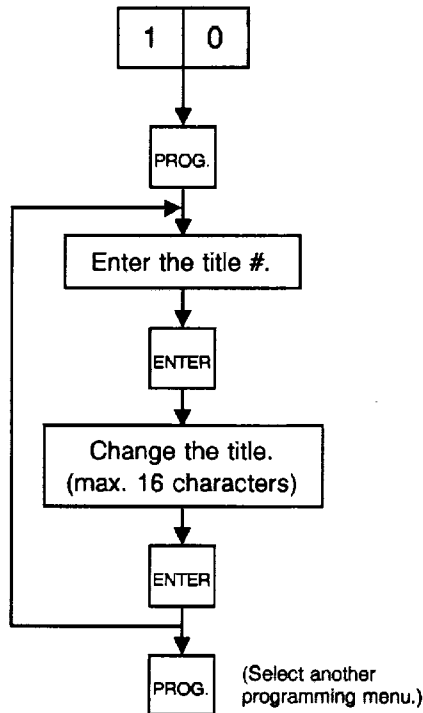 1 0
PROG.
Enter the title #.
ENTER
Change the title.
(max. 16 characters)
ENTER
PROG.
(Select another
programming menu.)